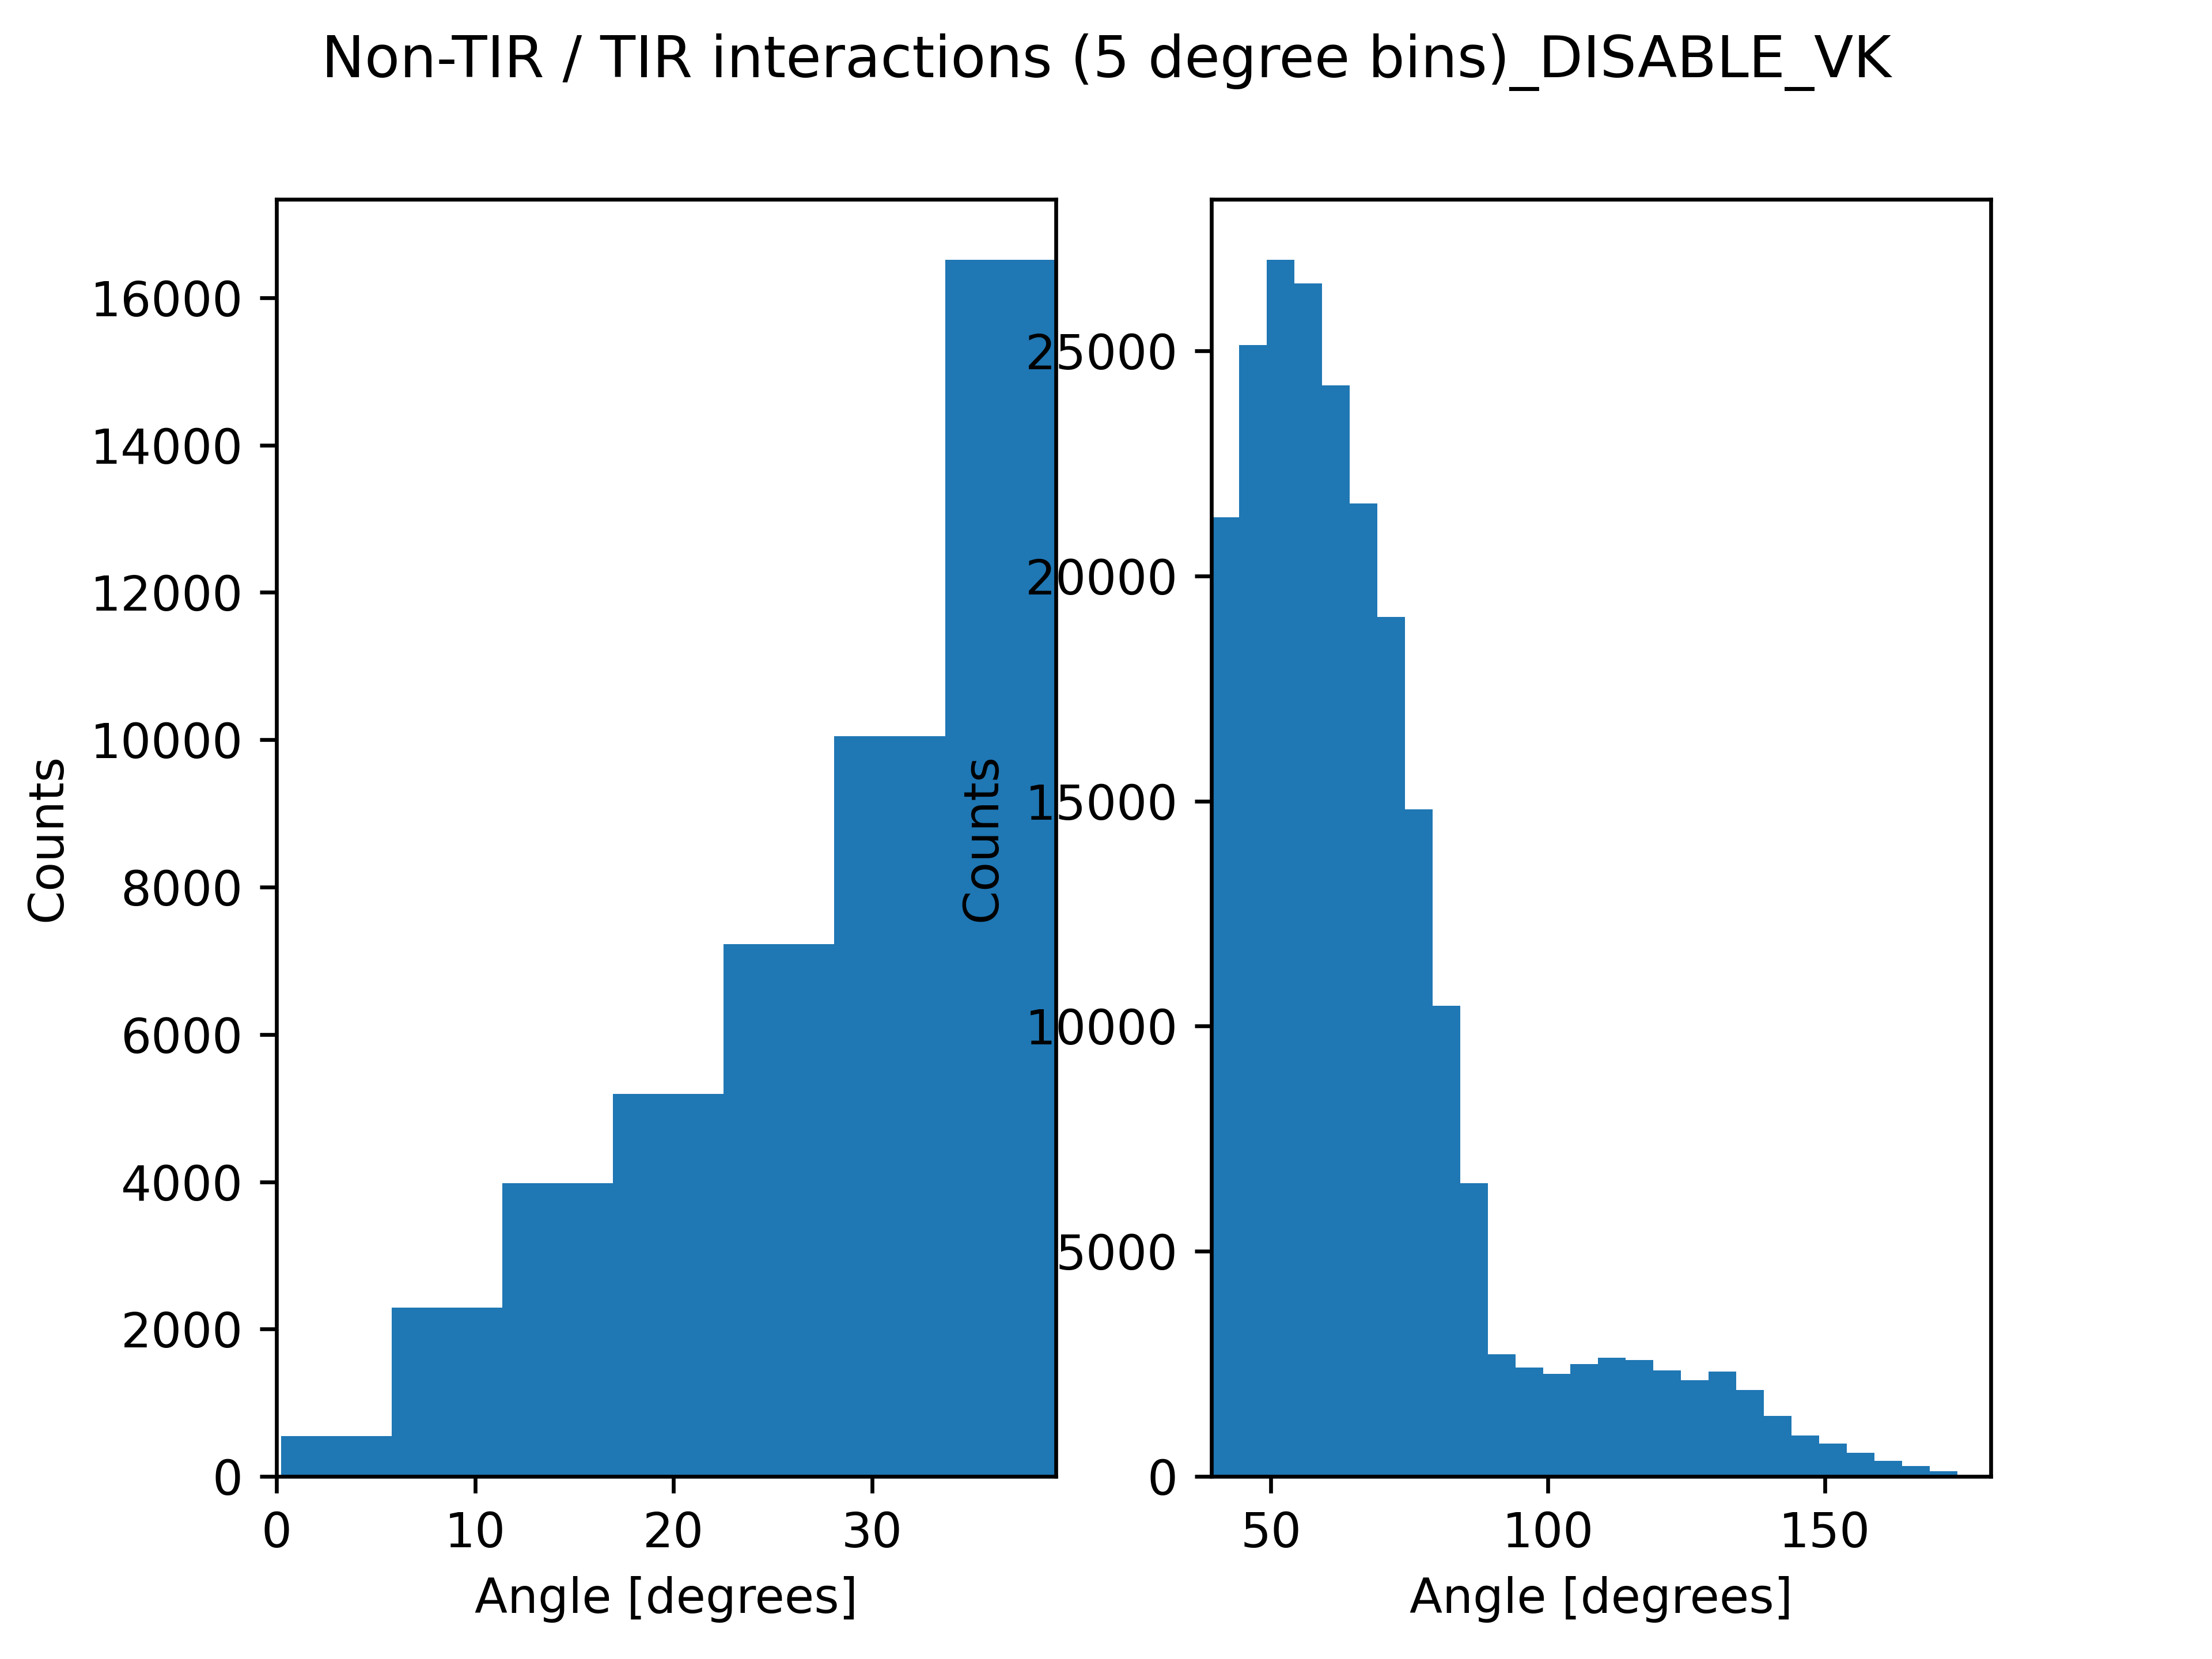 Non-TIR / TIR interactions (5 degree bins)_DISABLE_VK
Counts
16000
14000
12000
10000
8000
6000
4000
2000
0
0 10 20 30
Angle [degrees]
Counts
25000
20000
15000
10000
5000
0
50 100 150
Angle [degrees]